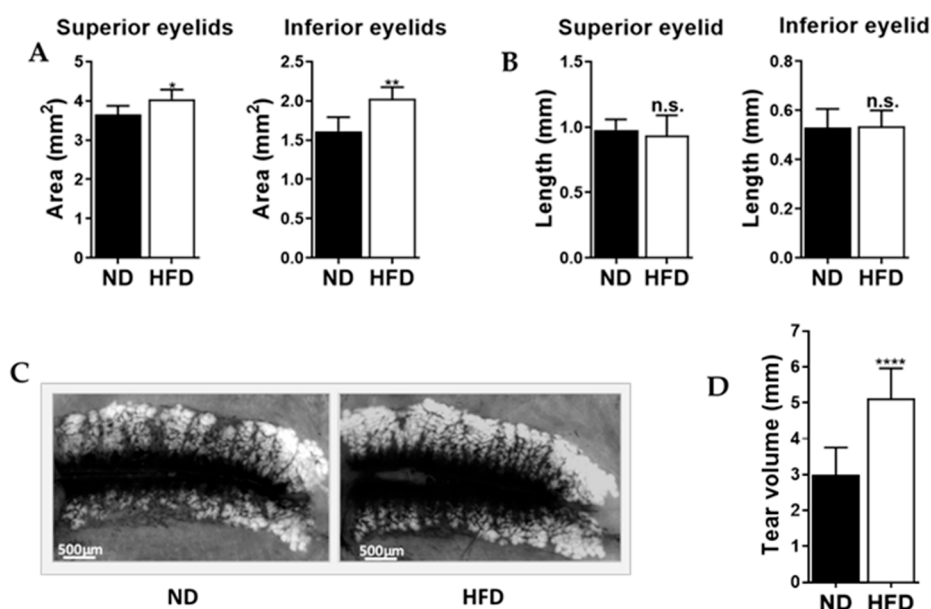 Superior eyelids
Inferior eyelids
A
Area (mm²)
5
4
3
2
1
0
*
ND HFD
Area (mm²)
2.5
2.0
1.5
1.0
0.5
0.0
**
ND HFD
Superior eyelid
Inferior eyelid
B
Length (mm)
1.5
1.0
0.5
0.0
n.s.
ND HFD
Length (mm)
0.8
0.6
0.4
0.2
0.0
n.s.
ND HFD
C
500µm
500µm
ND
HFD
D
Tear volume (mm)
7
6
5
4
3
2
1
0
****
ND HFD